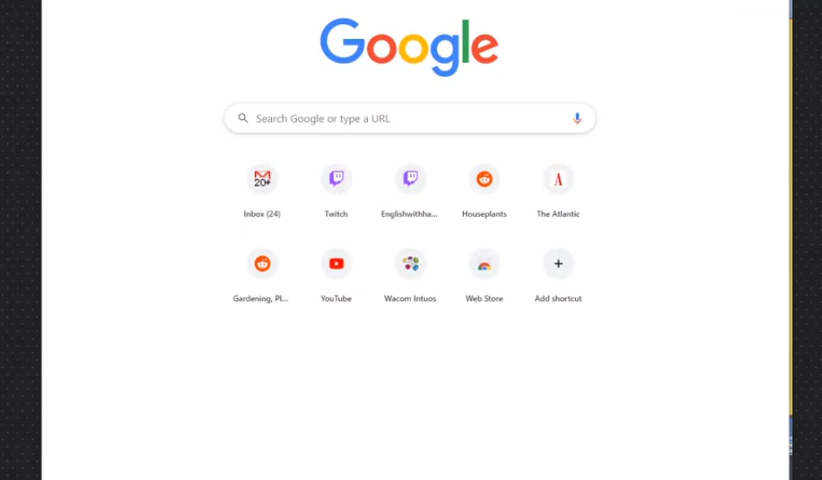 Google
Search Google or type a URL
20+
Inbox (24)
Twitch
Englishwithha...
Houseplants
A
The Atlantic
Gardening, Pl...
YouTube
Wacom Intuos
Web Store
Add shortcut